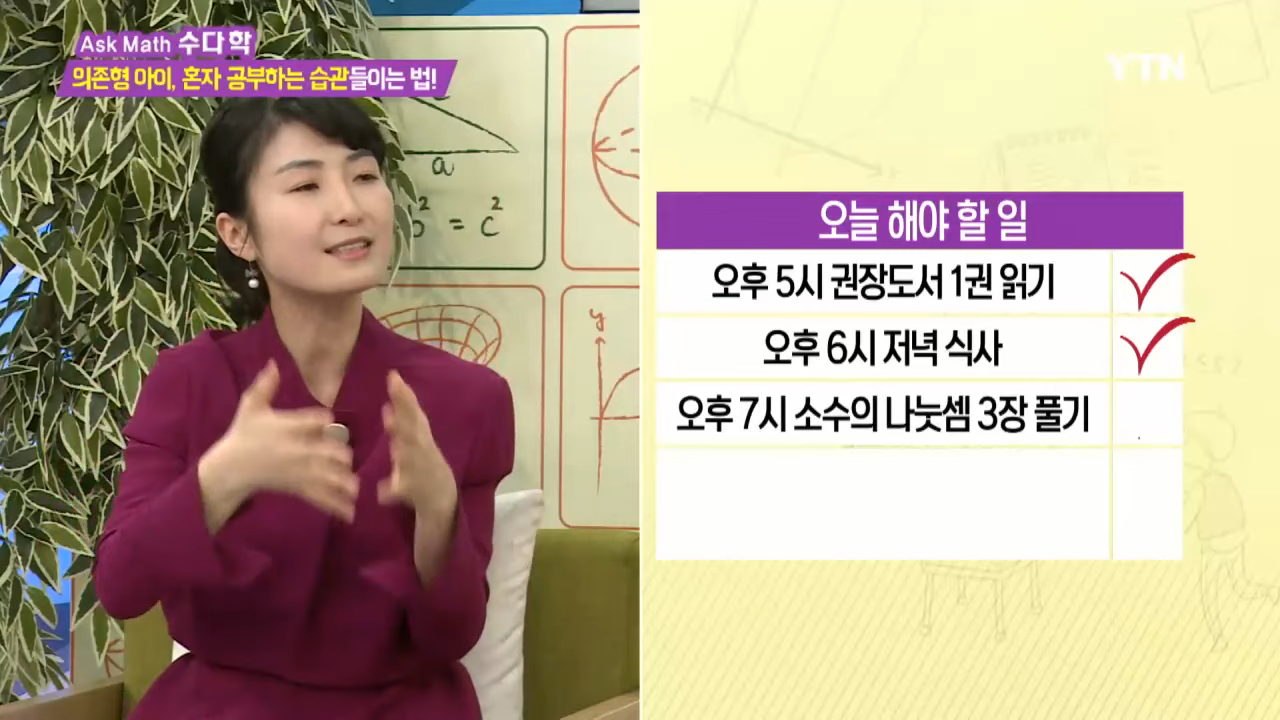 Ask Math 수다학
의존형 아이, 혼자 공부하는 습관들이는 법!
YTN
a
b² = c²
y
오늘 해야 할 일
오후 5시 권장도서 1권 읽기
오후 6시 저녁 식사
오후 7시 소수의 나눗셈 3장 풀기